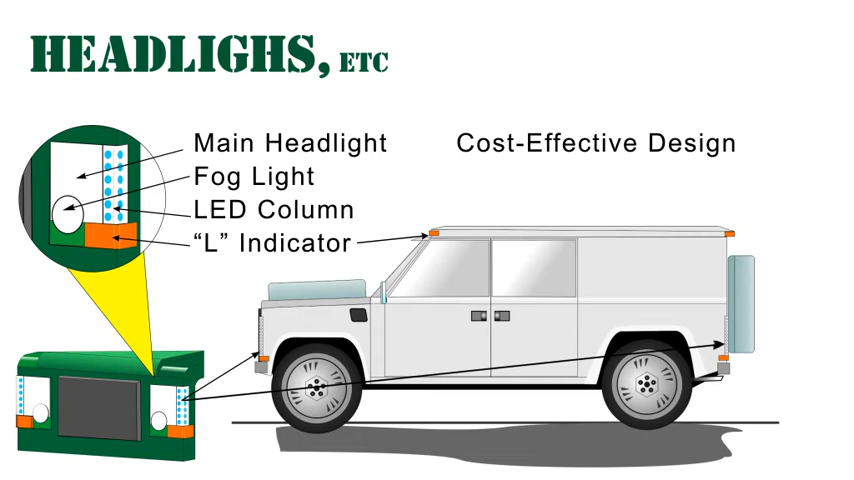 HEADLIGHS, ETC
Main Headlight
Cost-Effective Design
Fog Light
LED Column
“L” Indicator